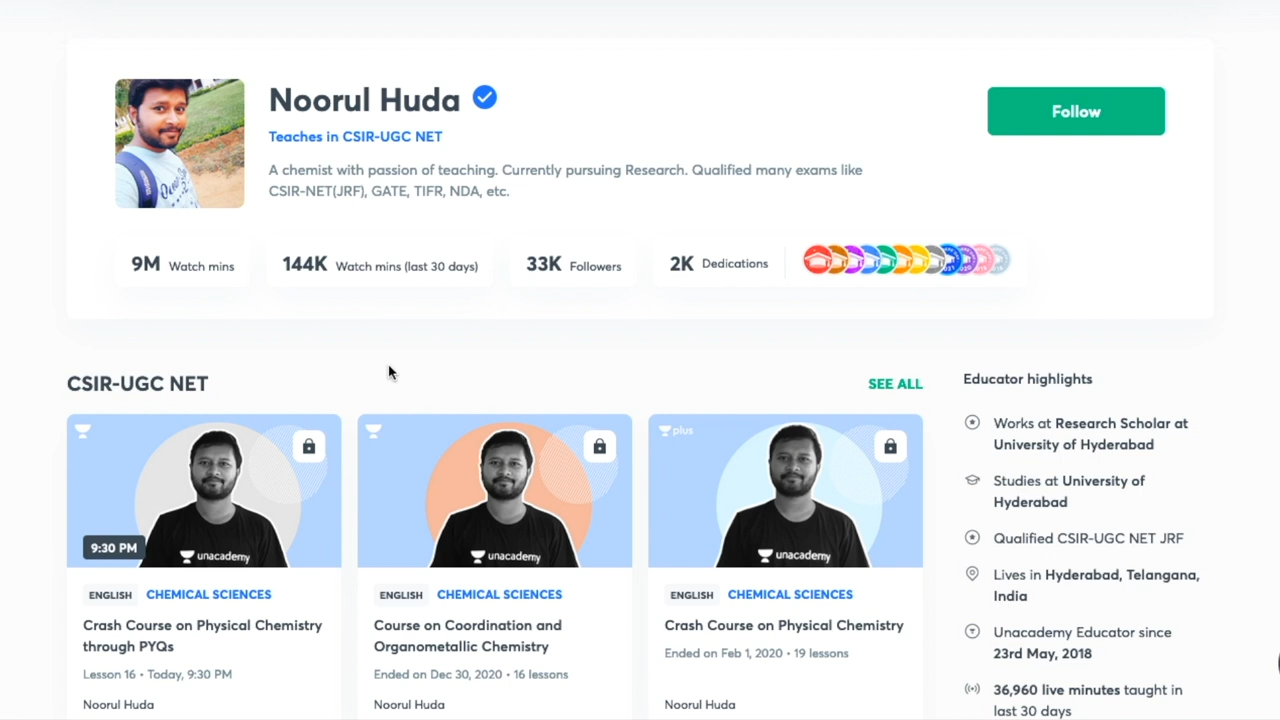 Noorul Huda
Follow
Teaches in CSIR-UGC NET
A chemist with passion of teaching. Currently pursuing Research. Qualified many exams like
CSIR-NET(JRF), GATE, TIFR, NDA, etc.
9M Watch mins
144K Watch mins (last 30 days)
33K Followers
2K Dedications
CSIR-UGC NET
SEE ALL
9:30 PM
unacademy
ENGLISH CHEMICAL SCIENCES
Crash Course on Physical Chemistry
through PYQs
Lesson 16 • Today, 9:30 PM
Noorul Huda
unacademy
ENGLISH CHEMICAL SCIENCES
Course on Coordination and
Organometallic Chemistry
Ended on Dec 30, 2020 • 16 lessons
Noorul Huda
plus
unacademy
ENGLISH CHEMICAL SCIENCES
Crash Course on Physical Chemistry
Ended on Feb 1, 2020 • 19 lessons
Noorul Huda
Educator highlights
Works at Research Scholar at
University of Hyderabad
Studies at University of
Hyderabad
Qualified CSIR-UGC NET JRF
Lives in Hyderabad, Telangana,
India
Unacademy Educator since
23rd May, 2018
36,960 live minutes taught in
last 30 days